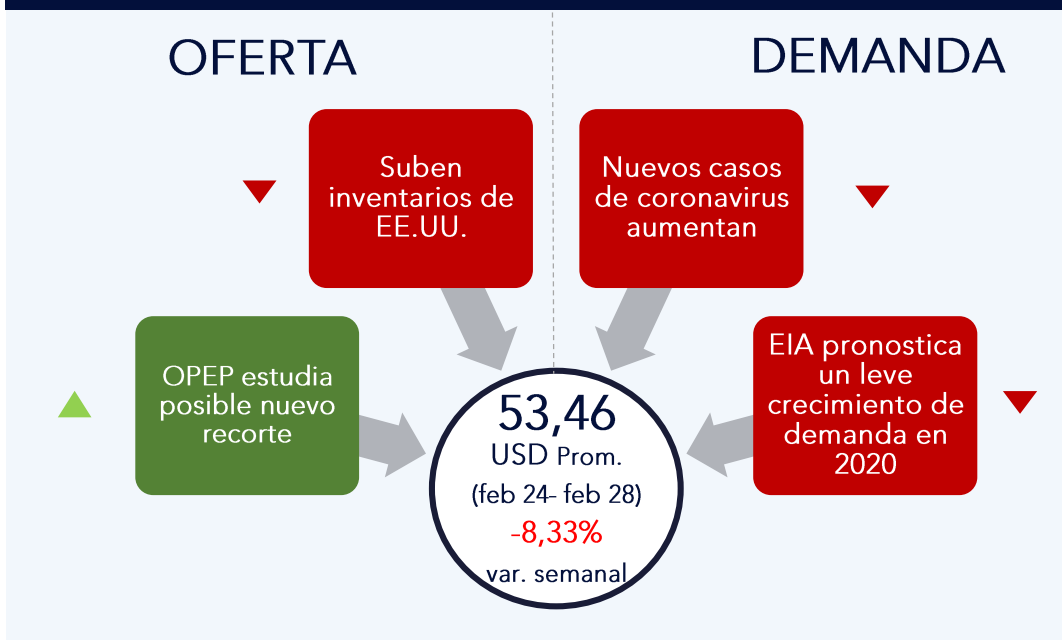 OFERTA
DEMANDA
Suben
inventarios de
EE.UU.
Nuevos casos
de coronavirus
aumentan
OPEP estudia
posible nuevo
recorte
EIA pronostica
un leve
crecimiento de
demanda en
2020
53,46
USD Prom.
(feb 24- feb 28)
-8,33%
var. semanal